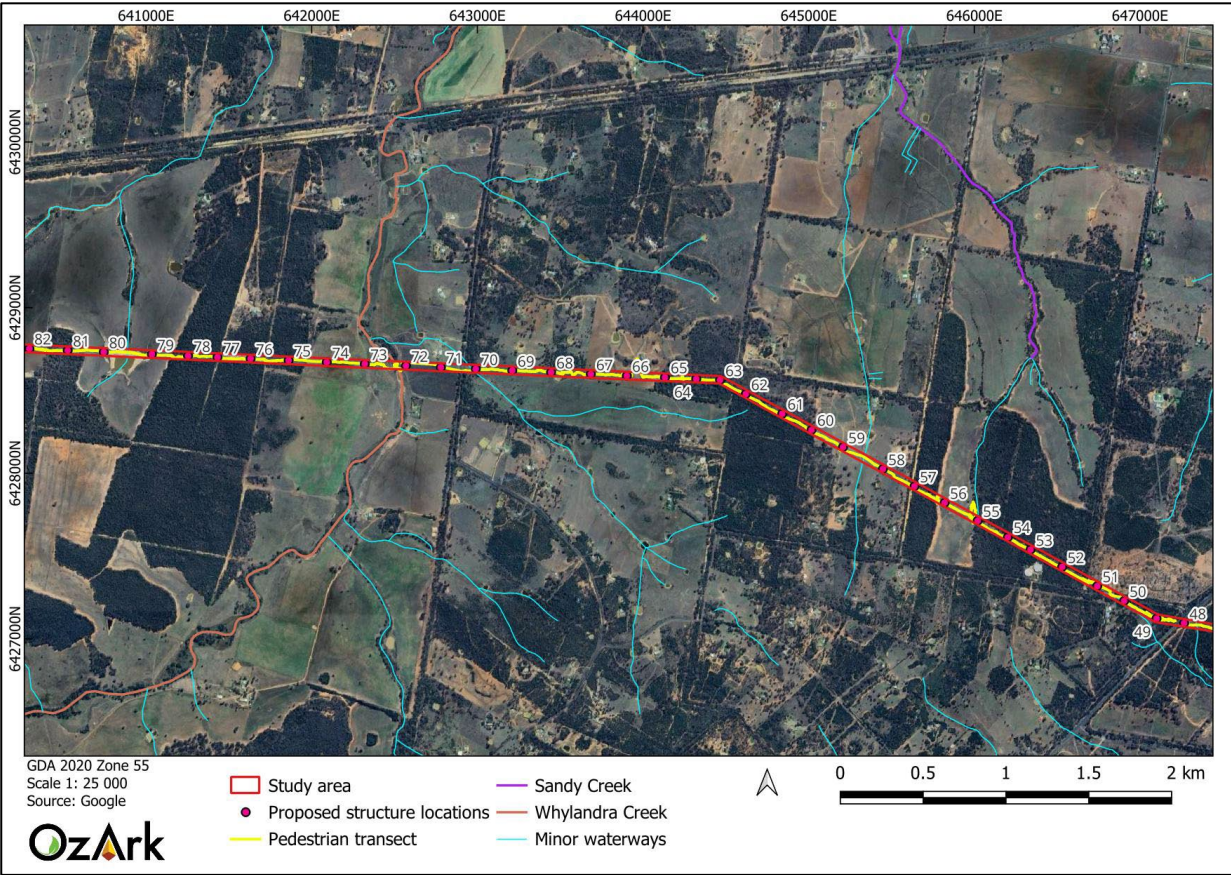 641000E 642000E 643000E 644000E 645000E 646000E 647000E
6430000N
6429000N
6428000N
6427000N
82 81 80 79 78 77 76 75 74 73 72 71 70 69 68 67 66 65 63
64
62
61
60
59
58
57
56
55
54
53
52
51
50
49 48
GDA 2020 Zone 55
Scale 1: 25 000
Source: Google
OzArk
Study area
Proposed structure locations
Pedestrian transect
Sandy Creek
Whylandra Creek
Minor waterways
0 0.5 1 1.5 2 km